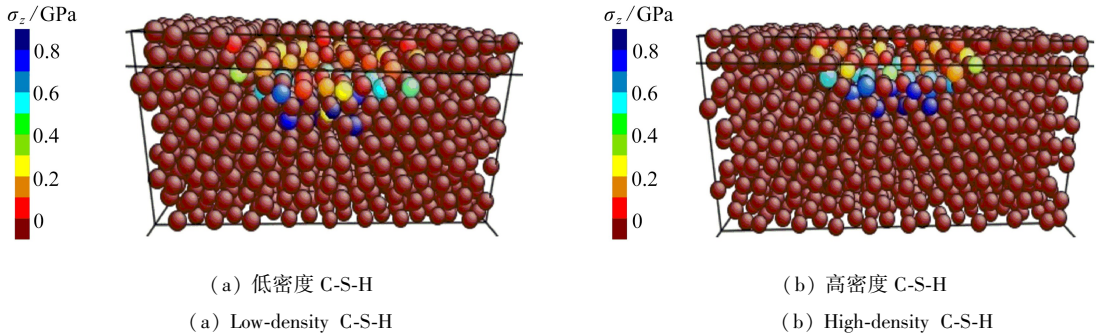 σz/GPa
0.8
0.6
0.4
0.2
0
(a) 低密度 C-S-H
(a) Low-density C-S-H
σz/GPa
0.8
0.6
0.4
0.2
0
(b) 高密度 C-S-H
(b) High-density C-S-H